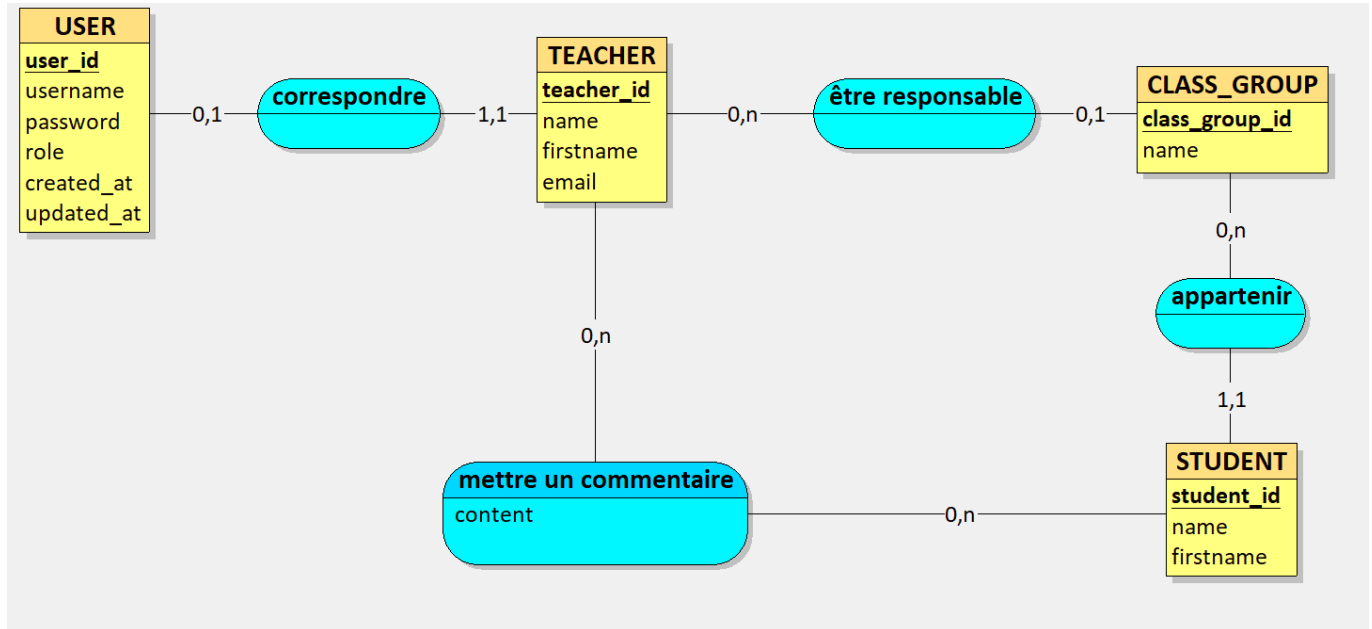 USER
user_id
username
password
role
created_at
updated_at
0,1
correspondre
1,1
TEACHER
teacher_id
name
firstname
email
0,n
être responsable
0,1
CLASS_GROUP
class_group_id
name
0,n
appartenir
1,1
0,n
mettre un commentaire
content
0,n
STUDENT
student_id
name
firstname